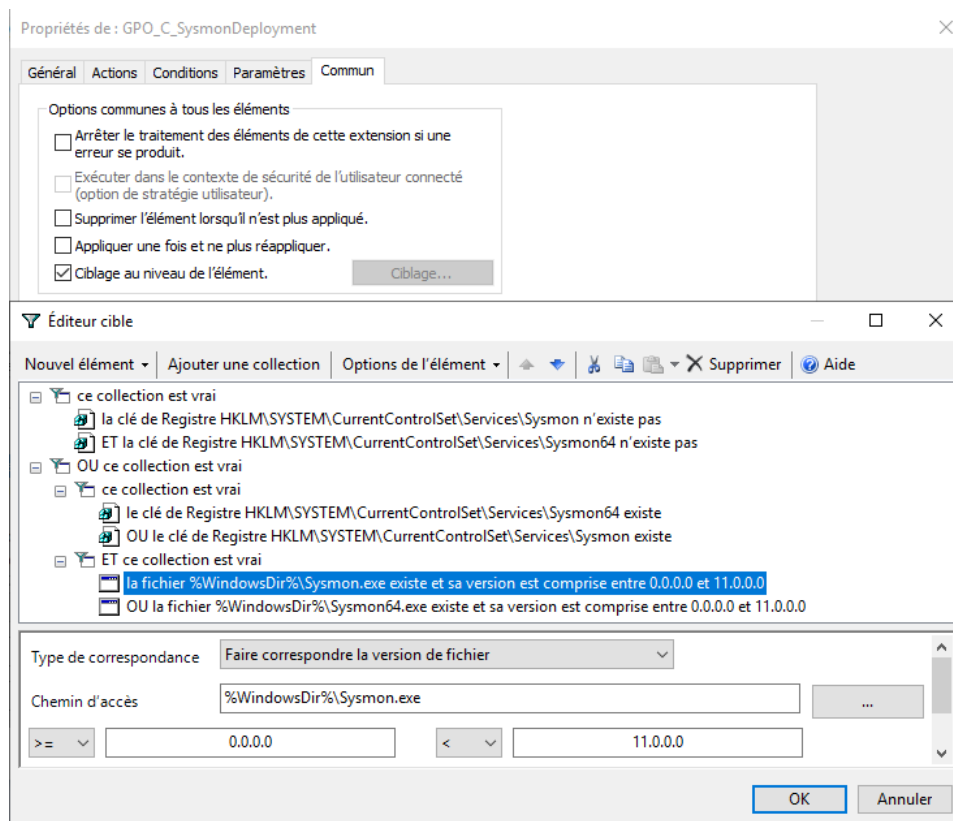 Propriétés de : GPO_C_SysmonDeployment
Général Actions Conditions Paramètres Commun
Options communes à tous les éléments
Arrêter le traitement des éléments de cette extension si une
erreur se produit.
Exécuter dans le contexte de sécurité de l'utilisateur connecté
(option de stratégie utilisateur).
Supprimer l'élément lorsqu'il n'est plus appliqué.
Appliquer une fois et ne plus réappliquer.
Ciblage au niveau de l'élément. Ciblage...
Éditeur cible
Nouvel élément Ajouter une collection Options de l'élément Supprimer Aide
ce collection est vrai
la clé de Registre HKLM\SYSTEM\CurrentControlSet\Services\Sysmon n'existe pas
ET la clé de Registre HKLM\SYSTEM\CurrentControlSet\Services\Sysmon64 n'existe pas
OU ce collection est vrai
ce collection est vrai
le clé de Registre HKLM\SYSTEM\CurrentControlSet\Services\Sysmon64 existe
OU le clé de Registre HKLM\SYSTEM\CurrentControlSet\Services\Sysmon existe
ET ce collection est vrai
la fichier %WindowsDir%\Sysmon.exe existe et sa version est comprise entre 0.0.0.0 et 11.0.0.0
OU la fichier %WindowsDir%\Sysmon64.exe existe et sa version est comprise entre 0.0.0.0 et 11.0.0.0
Type de correspondance Faire correspondre la version de fichier
Chemin d'accès %WindowsDir%\Sysmon.exe ...
>= 0.0.0.0 < 11.0.0.0
OK Annuler